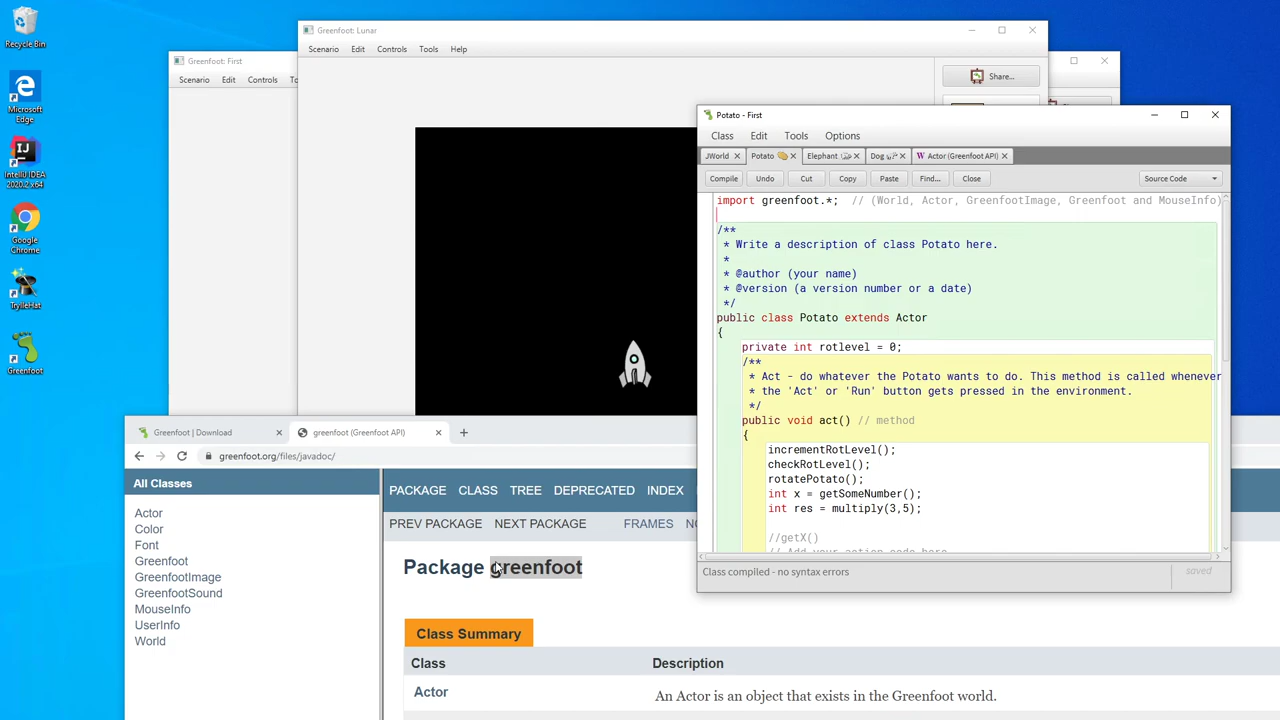 Recycle Bin
Microsoft
Edge
IntelliJ IDEA
2020.2 x64
Google
Chrome
TryileHat
Greenfoot
Greenfoot: First
Scenario Edit Controls
Greenfoot: Lunar
Scenario Edit Controls Tools Help
Share...
Potato - First
Class Edit Tools Options
JWorld Potato Elephant Dog Actor (Greenfoot API)
Compile Undo Cut Copy Paste Find... Close Source Code
import greenfoot.*; // (World, Actor, GreenfootImage, Greenfoot and MouseInfo)
/**
* Write a description of class Potato here.
*
* @author (your name)
* @version (a version number or a date)
*/
public class Potato extends Actor
{
private int rotlevel = 0;
/**
* Act - do whatever the Potato wants to do. This method is called whenever
* the 'Act' or 'Run' button gets pressed in the environment.
*/
public void act() // method
{
incrementRotLevel();
checkRotLevel();
rotatePotato();
int x = getSomeNumber();
int res = multiply(3,5);
//getX()
// Add your action code here
Class compiled - no syntax errors
saved
Greenfoot | Download greenfoot (Greenfoot API)
greenfoot.org/files/javadoc/
All Classes
Actor
Color
Font
Greenfoot
GreenfootImage
GreenfootSound
MouseInfo
UserInfo
World
PACKAGE CLASS TREE DEPRECATED INDEX
PREV PACKAGE NEXT PACKAGE FRAMES
Package greenfoot
Class Summary
Class Description
Actor An Actor is an object that exists in the Greenfoot world.